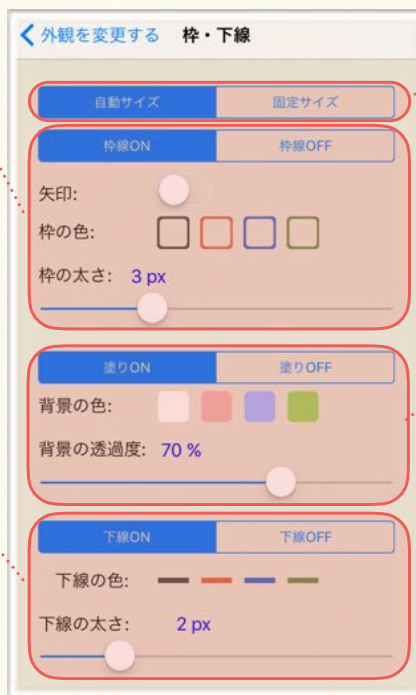 外観を変更する 枠・下線
自動サイズ 固定サイズ
枠線ON 枠線OFF
矢印:
枠の色:
枠の太さ: 3 px
塗りON 塗りOFF
背景の色:
背景の透過度: 70 %
下線ON 下線OFF
下線の色:
下線の太さ: 2 px